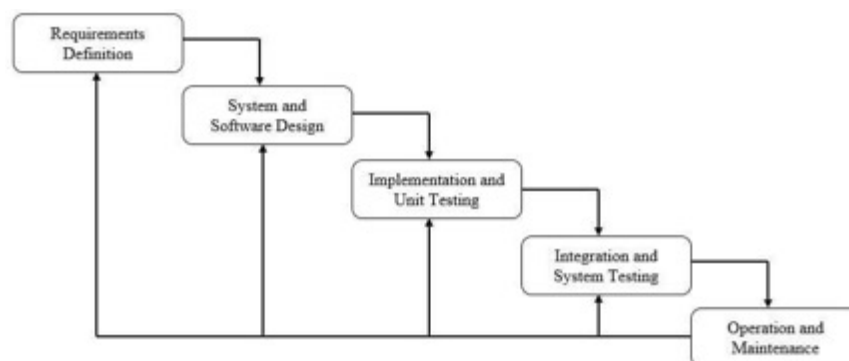 Requirements
Definition
System and
Software Design
Implementation and
Unit Testing
Integration and
System Testing
Operation and
Maintenance